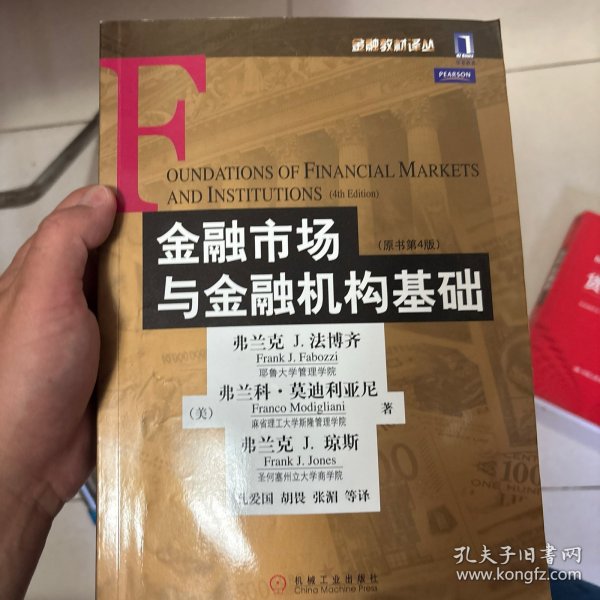 金融教材译丛
PEARSON
FOUNDATIONS OF FINANCIAL MARKETS
AND INSTITUTIONS (4th Edition)
金融市场
(原书第4版)
与金融机构基础
弗兰克 J. 法博齐
Frank J. Fabozzi
耶鲁大学管理学院
弗兰科·莫迪利亚尼
(美)
Franco Modigliani
著
麻省理工大学斯隆管理学院
弗兰克 J. 琼斯
Frank J. Jones
圣何塞州立大学商学院
爱国 胡畏 张湄 等译
100
机械工业出版社
China Machine Press
孔夫子旧书网
www.kongfz.com